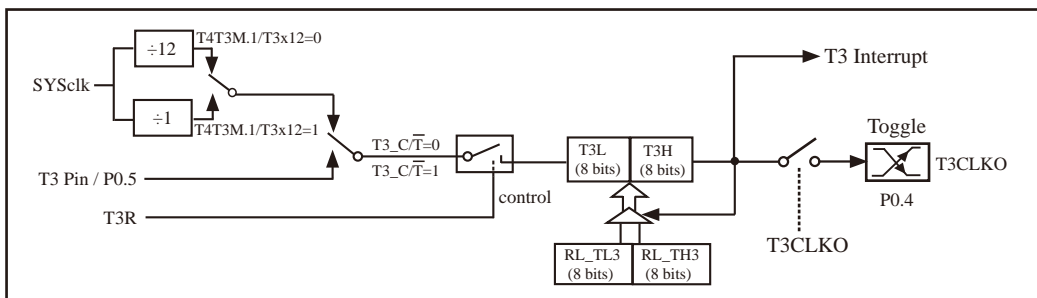 ÷12
T4T3M.1/T3x12=0
SYSclk
÷1
T4T3M.1/T3x12=1
T3 Pin / P0.5
T3R
T3_C/T̅=0
T3_C/T̅=1
control
T3L
(8 bits)
T3H
(8 bits)
RL_TL3
(8 bits)
RL_TH3
(8 bits)
T3 Interrupt
Toggle
T3CLKO
P0.4
T3CLKO